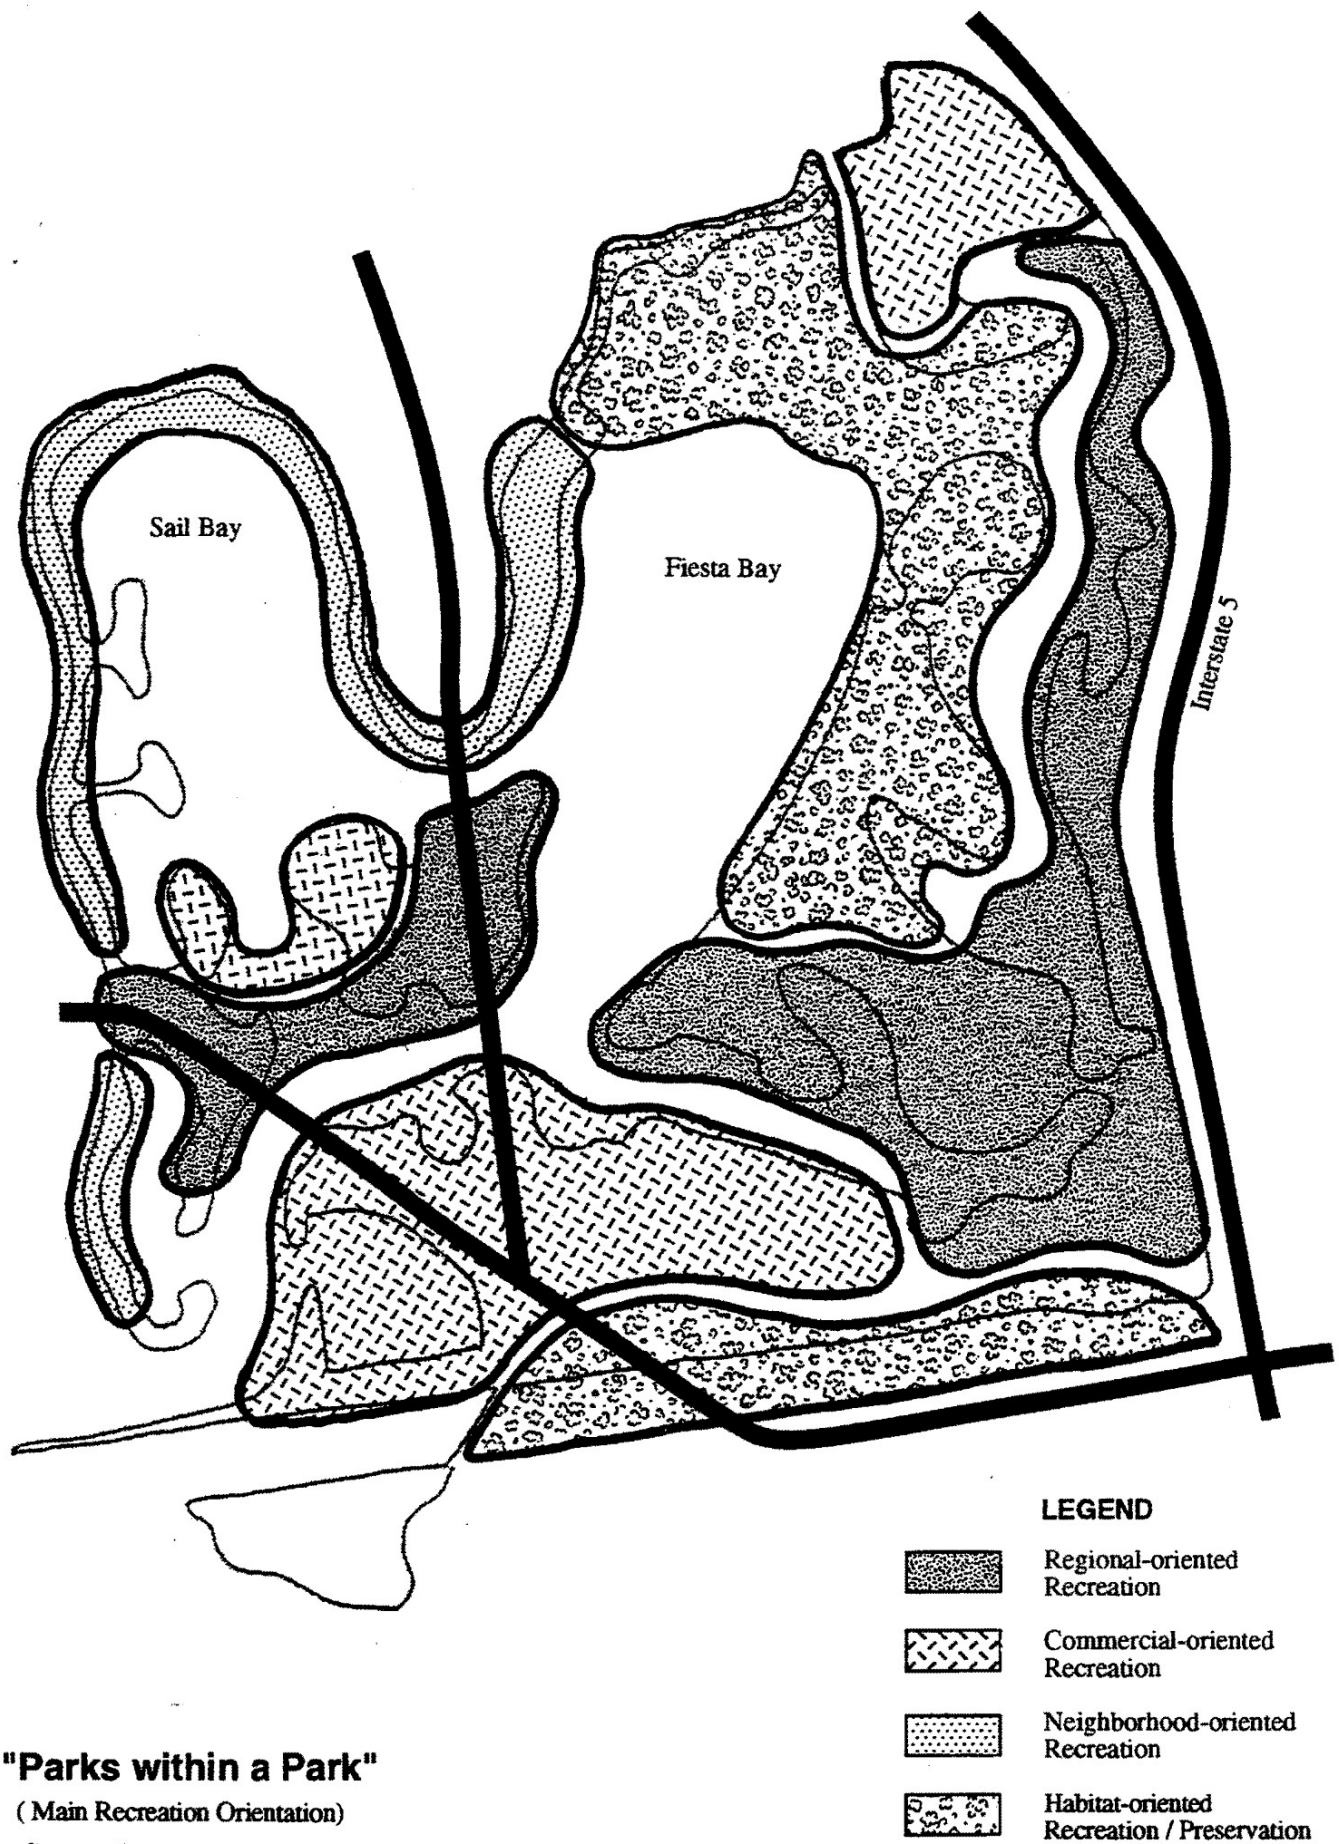 Sail Bay
Fiesta Bay
Interstate 5
LEGEND
Regional-oriented
Recreation
Commercial-oriented
Recreation
Neighborhood-oriented
Recreation
Habitat-oriented
Recreation / Preservation
"Parks within a Park"
( Main Recreation Orientation)